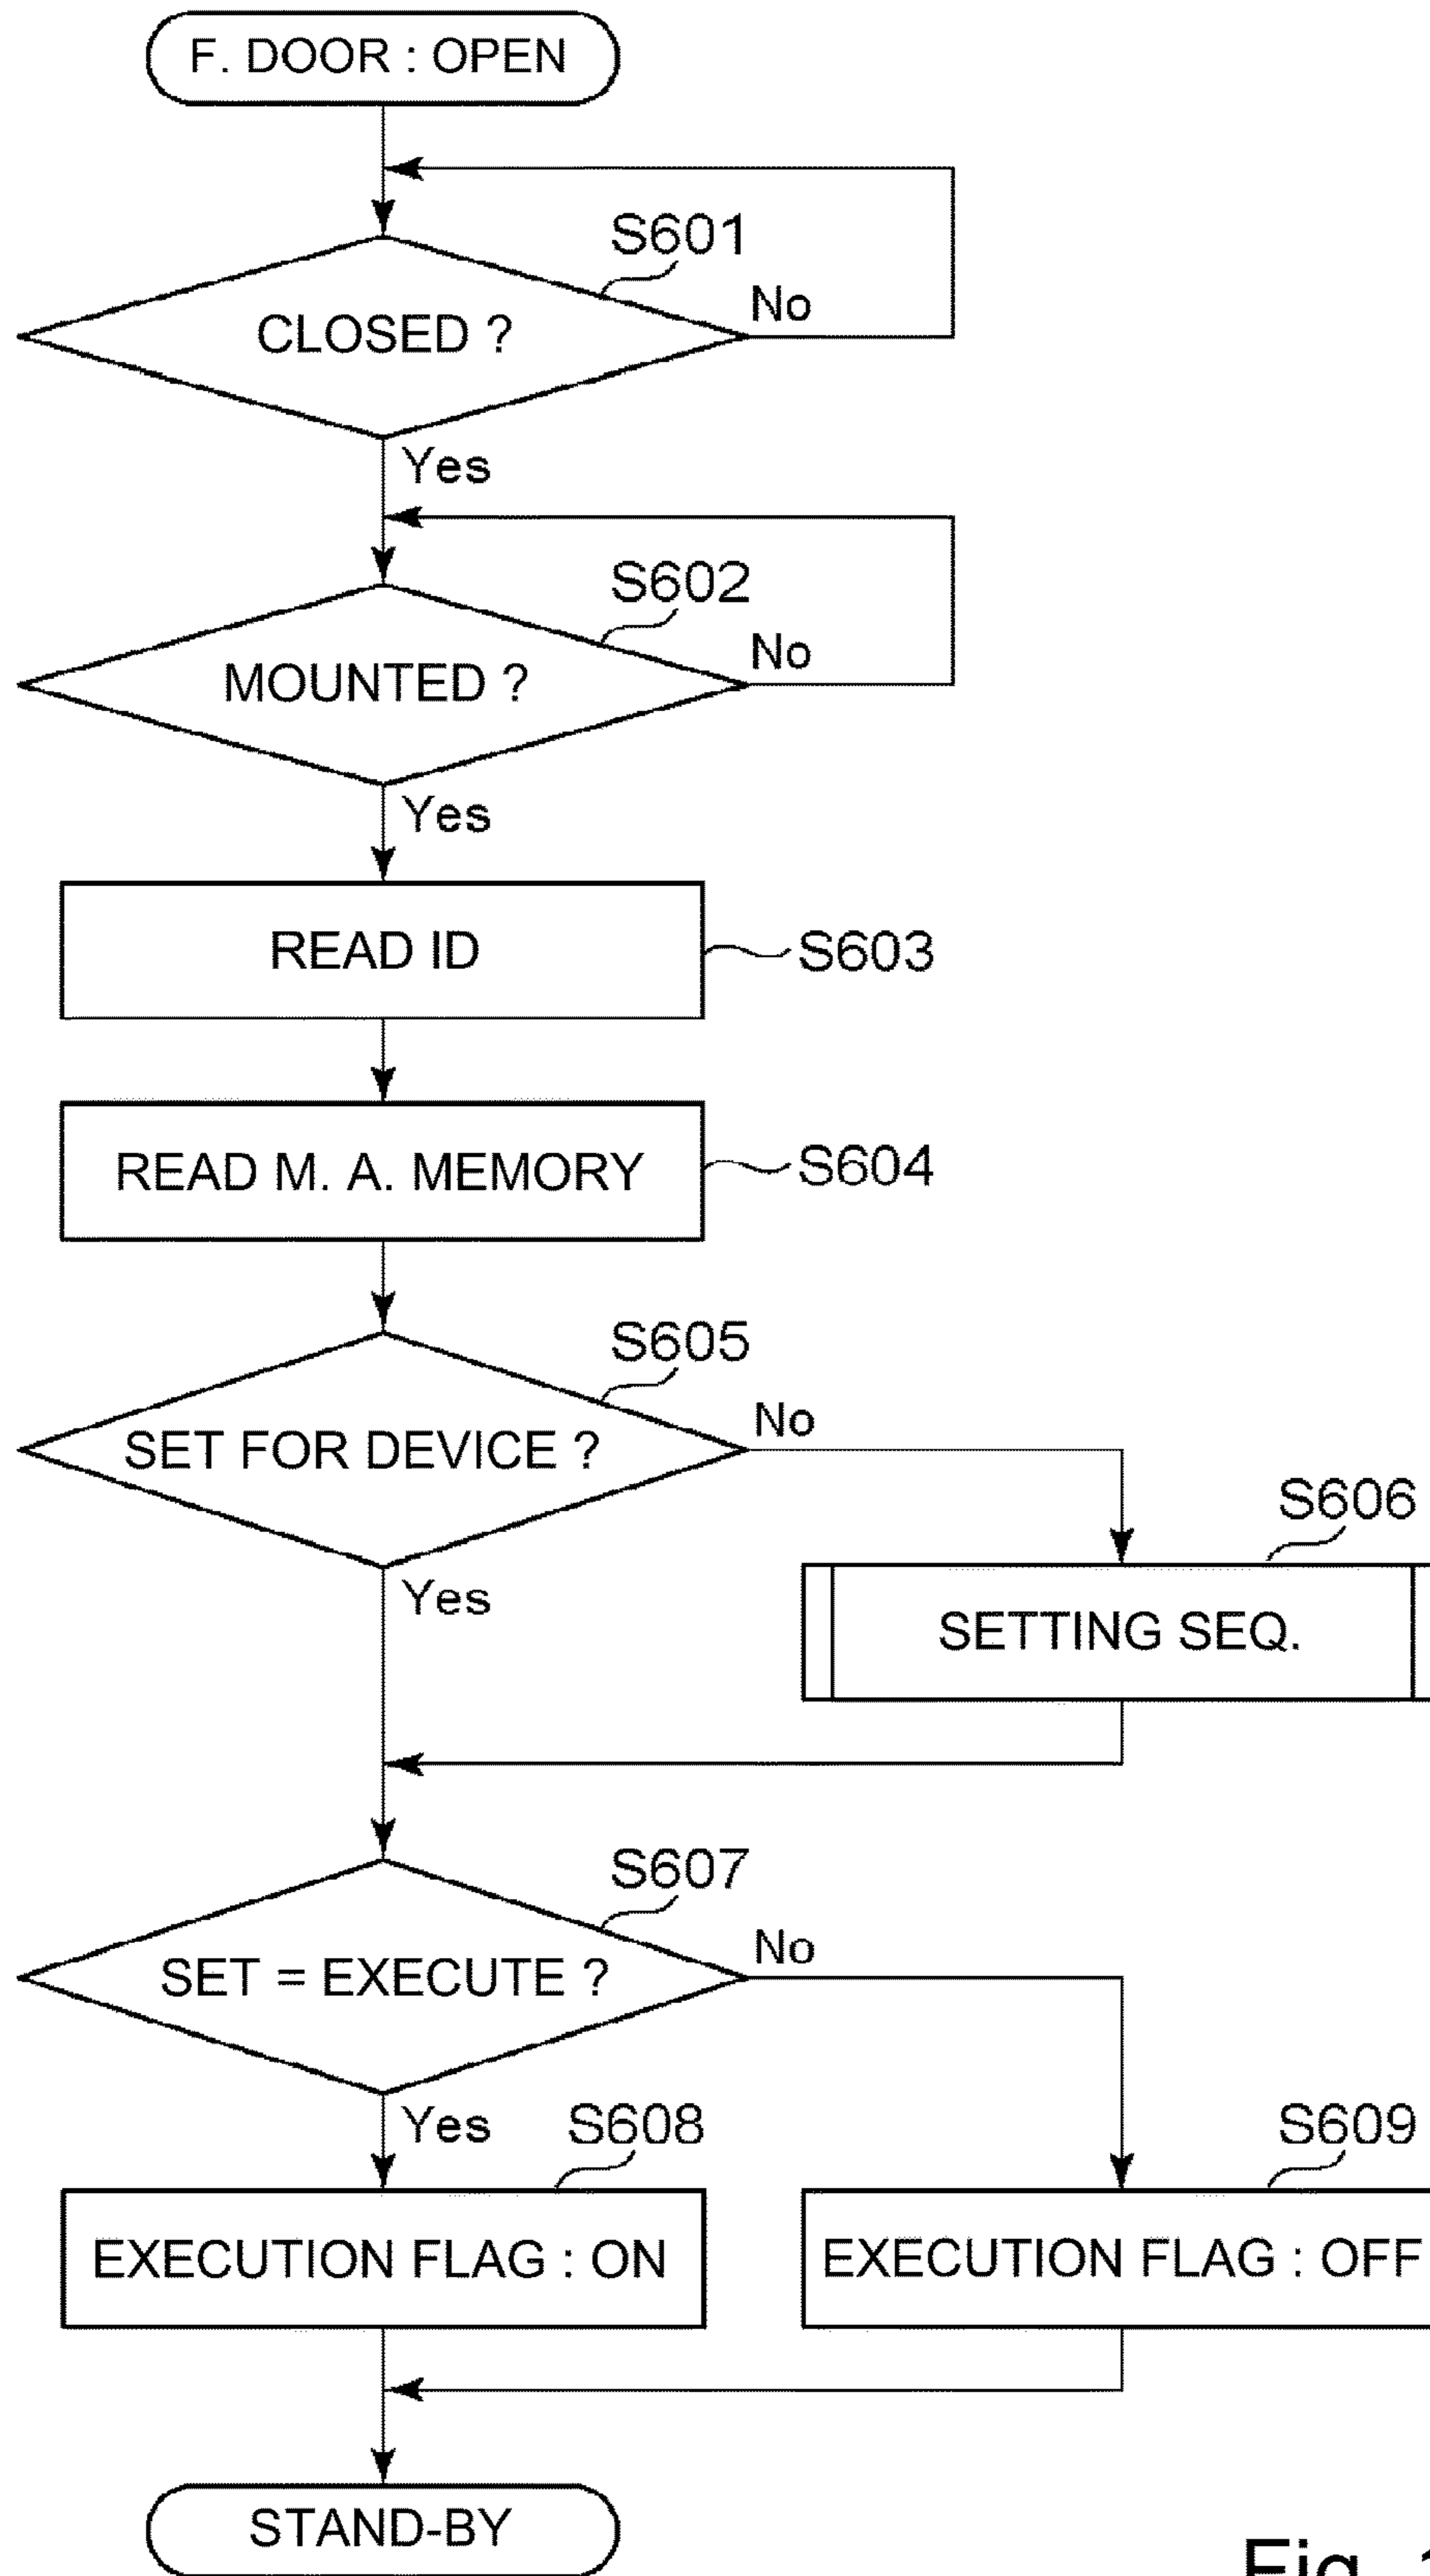 F. DOOR : OPEN
S601
CLOSED ?
No
Yes
S602
MOUNTED ?
No
Yes
READ ID
S603
READ M. A. MEMORY
S604
S605
SET FOR DEVICE ?
No
Yes
S606
SETTING SEQ.
S607
SET = EXECUTE ?
No
Yes
S608
S609
EXECUTION FLAG : ON
EXECUTION FLAG : OFF
STAND-BY
Fig.